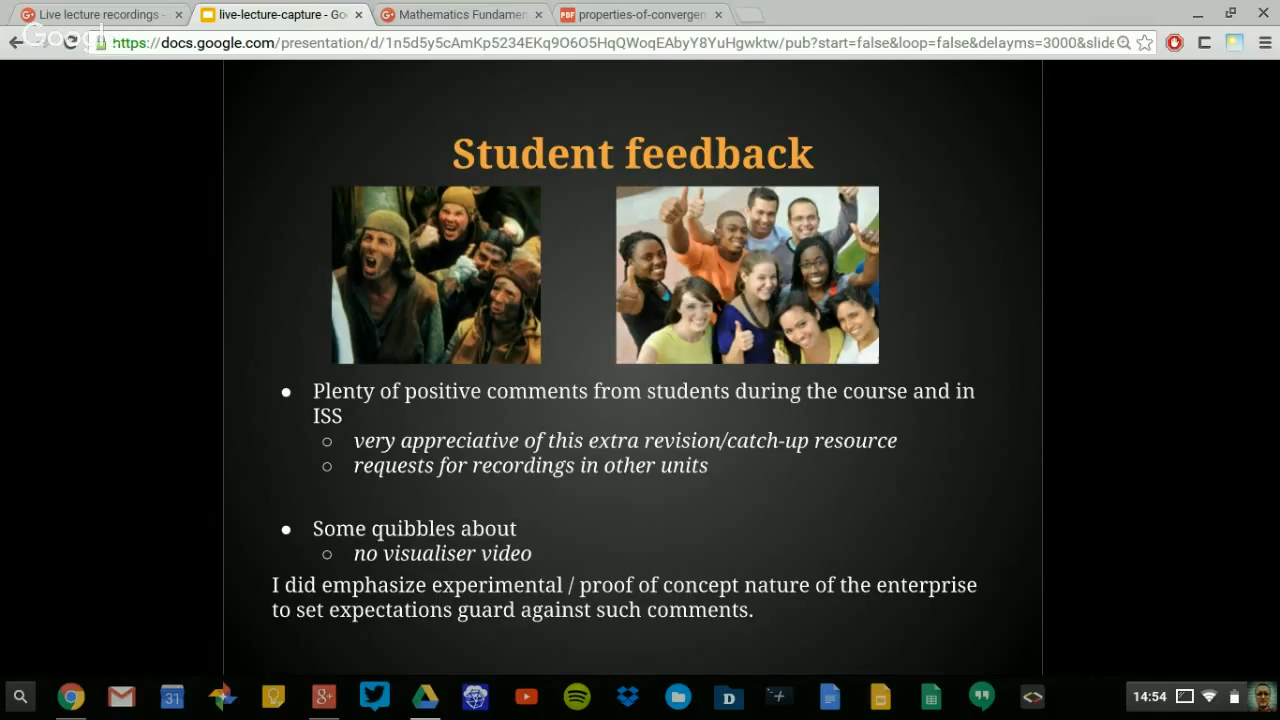 Live lecture recordings -
live-lecture-capture - Go
Mathematics Fundamen
PDF
properties-of-convergen
Google
https://docs.google.com/presentation/d/1n5d5y5cAmKp5234EKq9O6O5HqQWoqEAbyY8YuHgwktw/pub?start=false&loop=false&delayms=3000&slide
Student feedback
● Plenty of positive comments from students during the course and in
ISS
○ very appreciative of this extra revision/catch-up resource
○ requests for recordings in other units
● Some quibbles about
○ no visualiser video
I did emphasize experimental / proof of concept nature of the enterprise
to set expectations guard against such comments.
31
g+
D
14:54